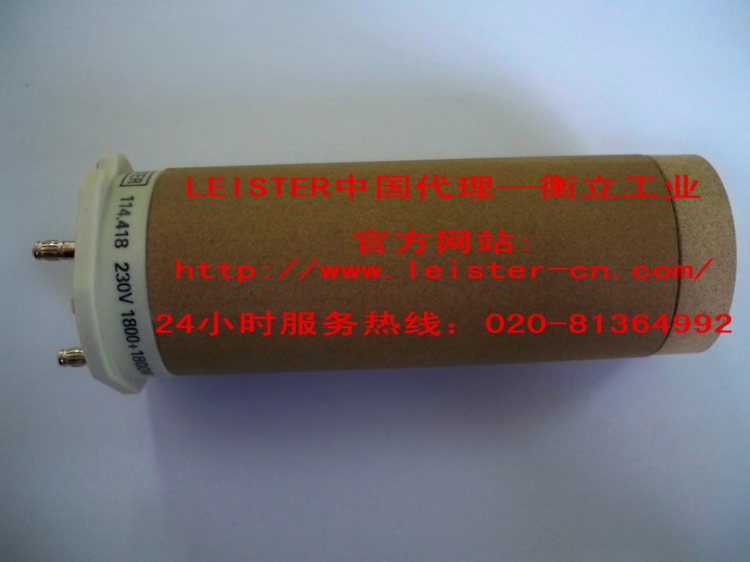 LEISTER中国代理—衡立工业
官方网站:
http://www.leister-cn.com/
24小时服务热线：020-81364992
114.418 230V 1800+1800W